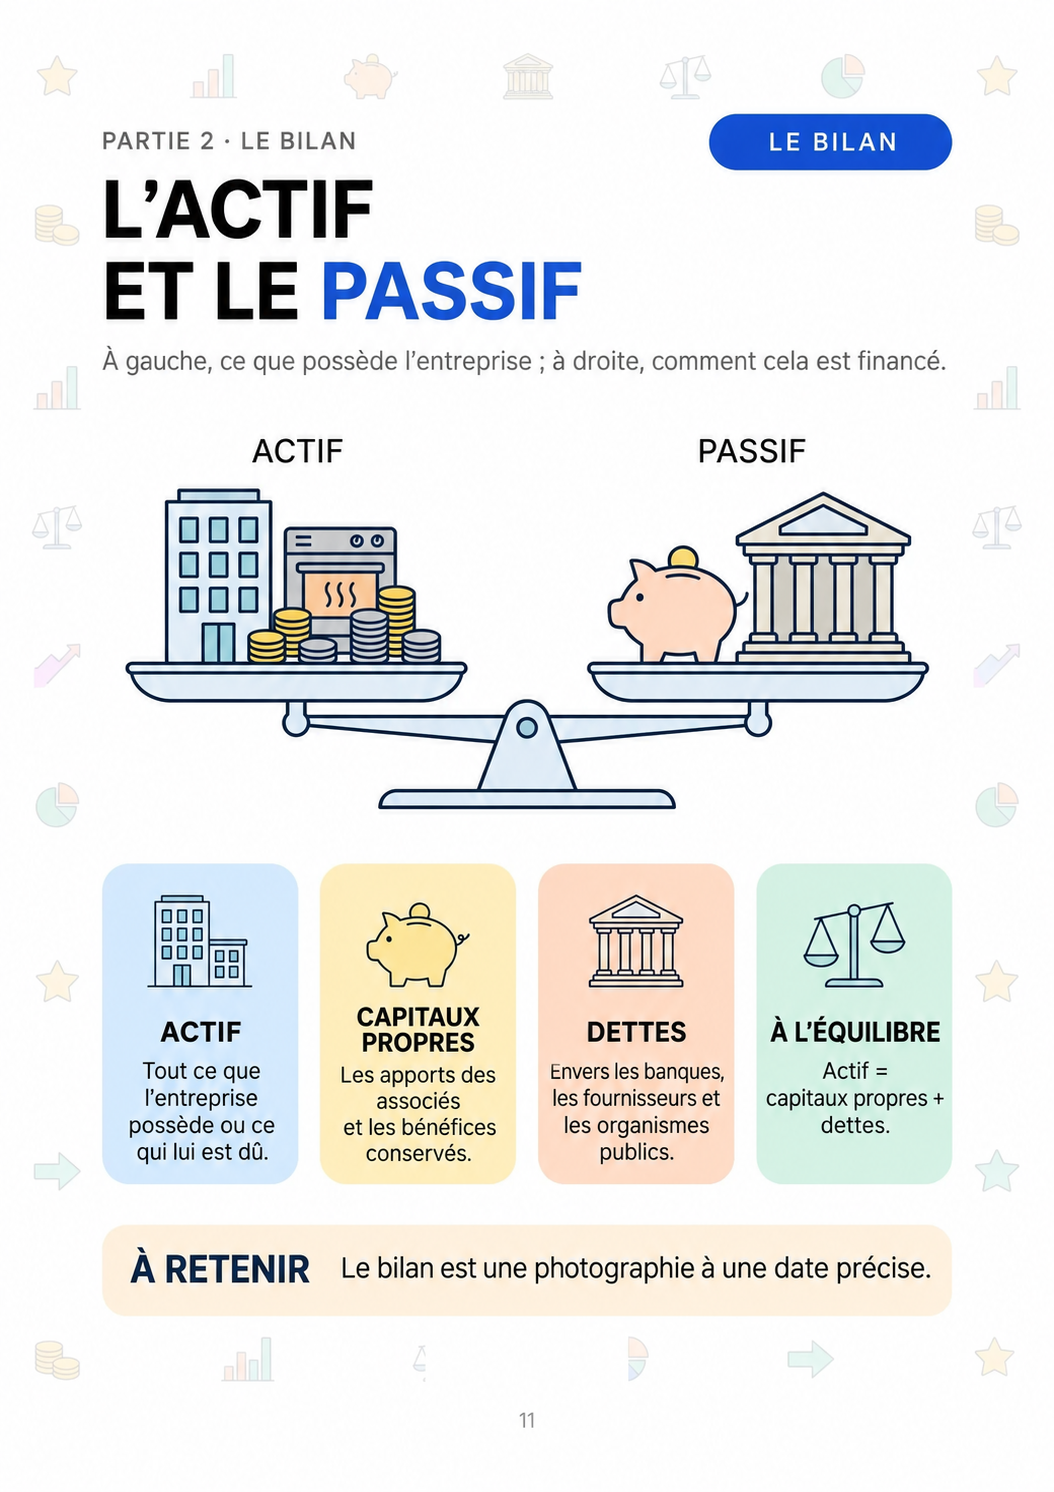 PARTIE 2 · LE BILAN
LE BILAN
L’ACTIF
ET LE PASSIF
À gauche, ce que possède l’entreprise ; à droite, comment cela est financé.
ACTIF
PASSIF
ACTIF
Tout ce que
l’entreprise
possède ou ce
qui lui est dû.
CAPITAUX
PROPRES
Les apports des
associés
et les bénéfices
conservés.
DETTES
Envers les banques,
les fournisseurs et
les organismes
publics.
À L’ÉQUILIBRE
Actif =
capitaux propres +
dettes.
À RETENIR
Le bilan est une photographie à une date précise.
11